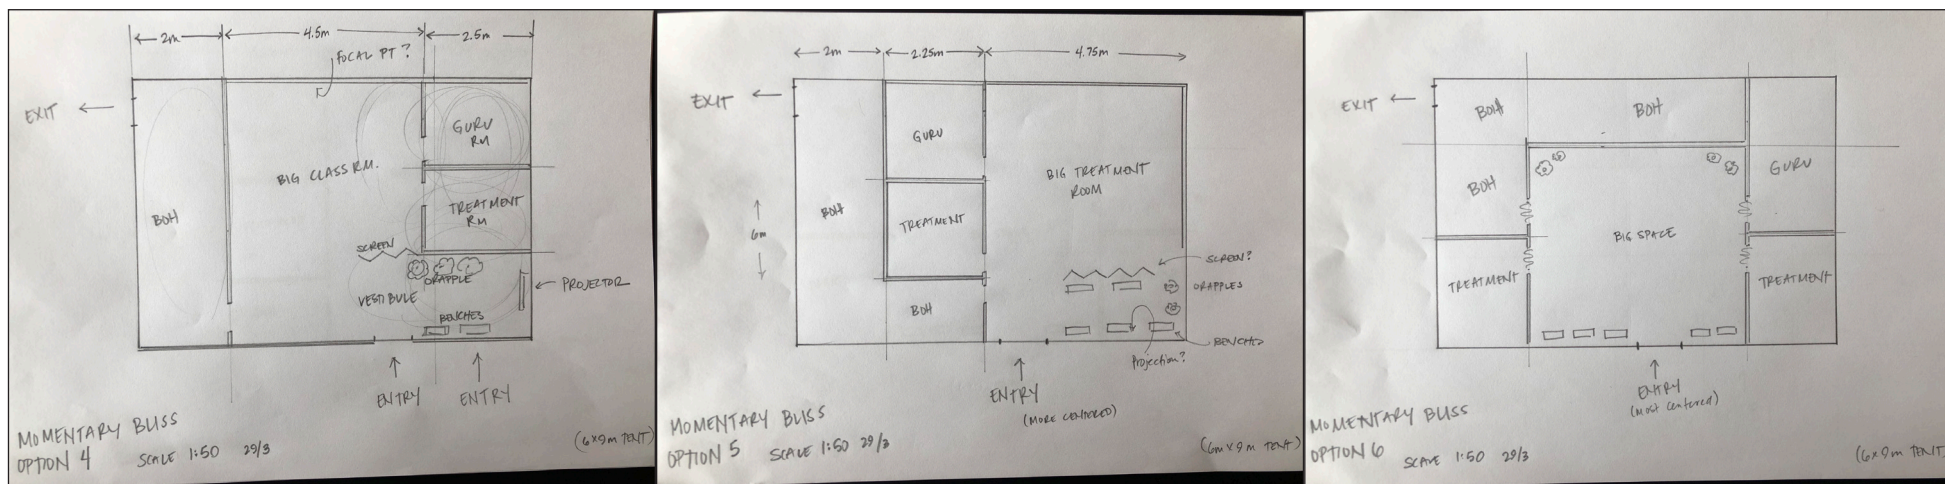 2m
4.5m
2.5m
FOCAL PT ?
EXIT
GURU
RM
BIG CLASS RM.
TREATMENT
RM
BOH
SCREEN
ORAPPLE
VESTIBULE
PROJECTOR
BENCHES
ENTRY
ENTRY
MOMENTARY BLISS
OPTION 4
SCALE 1:50 29/3
(6x9m TENT)
2m
2.25m
4.75m
EXIT
GURU
BIG TREATMENT
ROOM
BOH
6m
TREATMENT
SCREEN?
ORAPPLES
BOH
BENCHES
Projection?
ENTRY
(MORE CENTERED)
MOMENTARY BLISS
OPTION 5
SCALE 1:50 29/3
(6m x 9m TENT)
EXIT
BOH
BOH
GURU
BOH
BIG SPACE
TREATMENT
TREATMENT
ENTRY
(most centered)
MOMENTARY BLISS
OPTION 6
SCALE 1:50 29/3
(6x9m TENT)